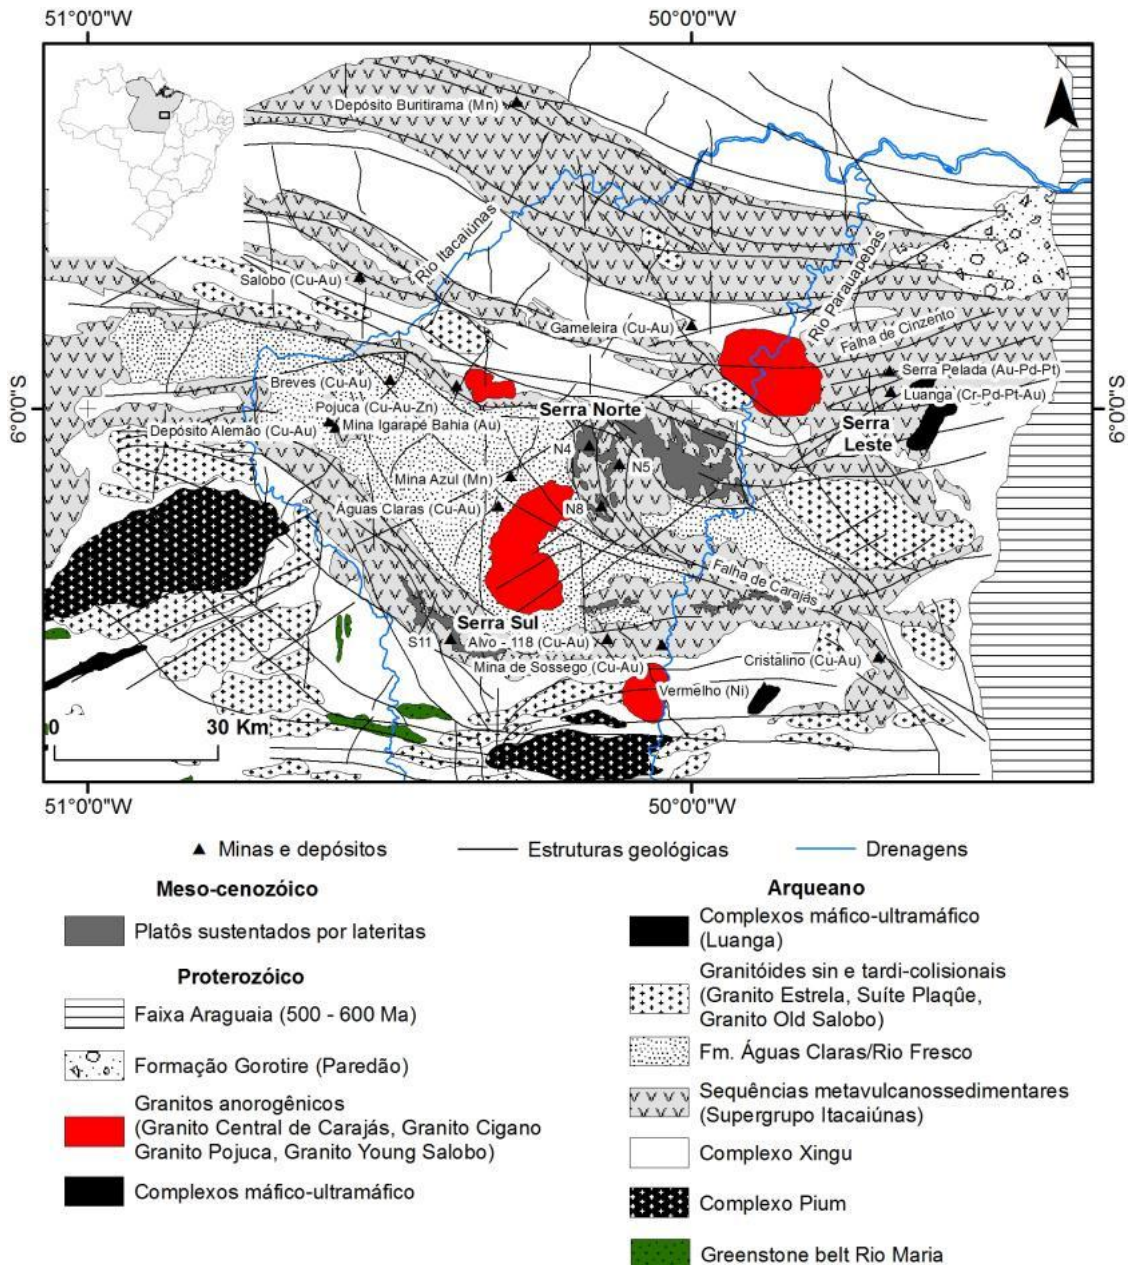 51°0'0"W
50°0'0"W
N
Depósito Buritirama (Mn)
Rio Itacaiúnas
Rio Parauapebas
Salobo (Cu-Au)
Gameleira (Cu-Au)
Falha de Cinzento
Serra Pelada (Au-Pd-Pt)
Breves (Cu-Au)
Luanga (Cr-Pd-Pt-Au)
6°0'0"S
6°0'0"S
Pojuca (Cu-Au-Zn)
Serra Norte
Mina Igarapé Bahia (Au)
Serra
Leste
Depósito Alemão (Cu-Au)
N4
N5
Mina Azul (Mn)
Águas Claras (Cu-Au)
N8
Falha de Carajás
Serra Sul
S11
Alvo - 118 (Cu-Au)
Mina de Sossego (Cu-Au)
Cristalino (Cu-Au)
Vermelho (Ni)
0
30 Km
51°0'0"W
50°0'0"W
Minas e depósitos
Estruturas geológicas
Drenagens
Meso-cenozóico
Platôs sustentados por lateritas
Proterozóico
Faixa Araguaia (500 - 600 Ma)
Formação Gorotire (Paredão)
Granitos anorogênicos
(Granito Central de Carajás, Granito Cigano
Granito Pojuca, Granito Young Salobo)
Complexos máfico-ultramáfico
Arqueano
Complexos máfico-ultramáfico
(Luanga)
Granitóides sin e tardi-colisionais
(Granito Estrela, Suíte Plaqûe,
Granito Old Salobo)
Fm. Águas Claras/Rio Fresco
Sequências metavulcanossedimentares
(Supergrupo Itacaiúnas)
Complexo Xingu
Complexo Pium
Greenstone belt Rio Maria